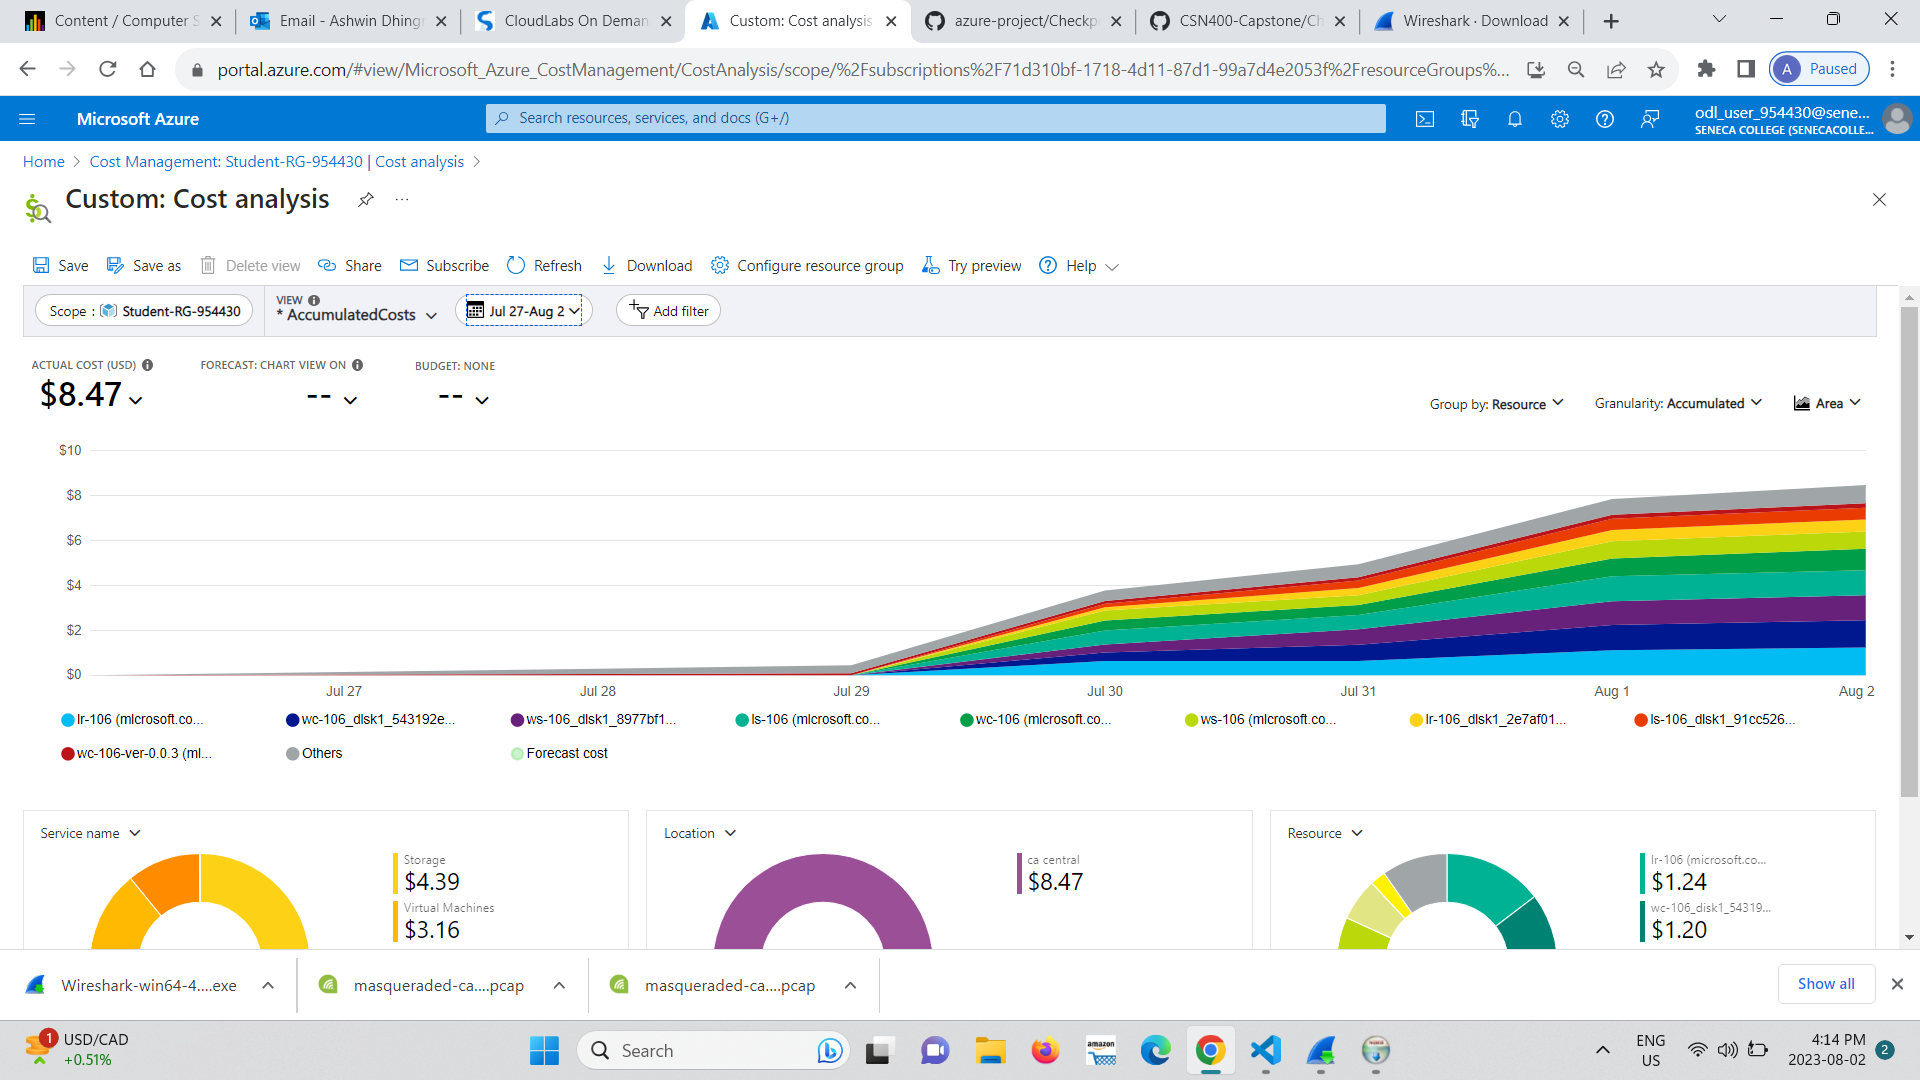 Content / Computer S
Email - Ashwin Dhing
CloudLabs On Deman
Custom: Cost analysis
azure-project/Checkp
CSN400-Capstone/Ch
Wireshark · Download
portal.azure.com/#view/Microsoft_Azure_CostManagement/CostAnalysis/scope/%2Fsubscriptions%2F71d310bf-1718-4d11-87d1-99a7d4e2053f%2FresourceGroups%...
A Paused
Microsoft Azure
Search resources, services, and docs (G+/)
odl_user_954430@sene...
SENECA COLLEGE (SENECACOLLE...
Home > Cost Management: Student-RG-954430 | Cost analysis >
Custom: Cost analysis
Save Save as Delete view Share Subscribe Refresh Download Configure resource group Try preview Help
Scope : Student-RG-954430
VIEW
* AccumulatedCosts
Jul 27-Aug 2
Add filter
ACTUAL COST (USD) FORECAST: CHART VIEW ON BUDGET: NONE
$8.47 -- --
Group by: Resource Granularity: Accumulated Area
$10
$8
$6
$4
$2
$0
Jul 27 Jul 28 Jul 29 Jul 30 Jul 31 Aug 1 Aug 2
lr-106 (microsoft.co... wc-106_disk1_543192e... ws-106_disk1_8977bf1... ls-106 (microsoft.co... wc-106 (microsoft.co... ws-106 (microsoft.co... lr-106_disk1_2e7af01... ls-106_disk1_91cc526...
wc-106-ver-0.0.3 (mi... Others Forecast cost
Service name
Storage
$4.39
Virtual Machines
$3.16
Location
ca central
$8.47
Resource
lr-106 (microsoft.co...
$1.24
wc-106_disk1_54319...
$1.20
Wireshark-win64-4....exe
masqueraded-ca....pcap
masqueraded-ca....pcap
Show all
1
USD/CAD
+0.51%
Search
amazon
ENG
US
4:14 PM
2023-08-02
2